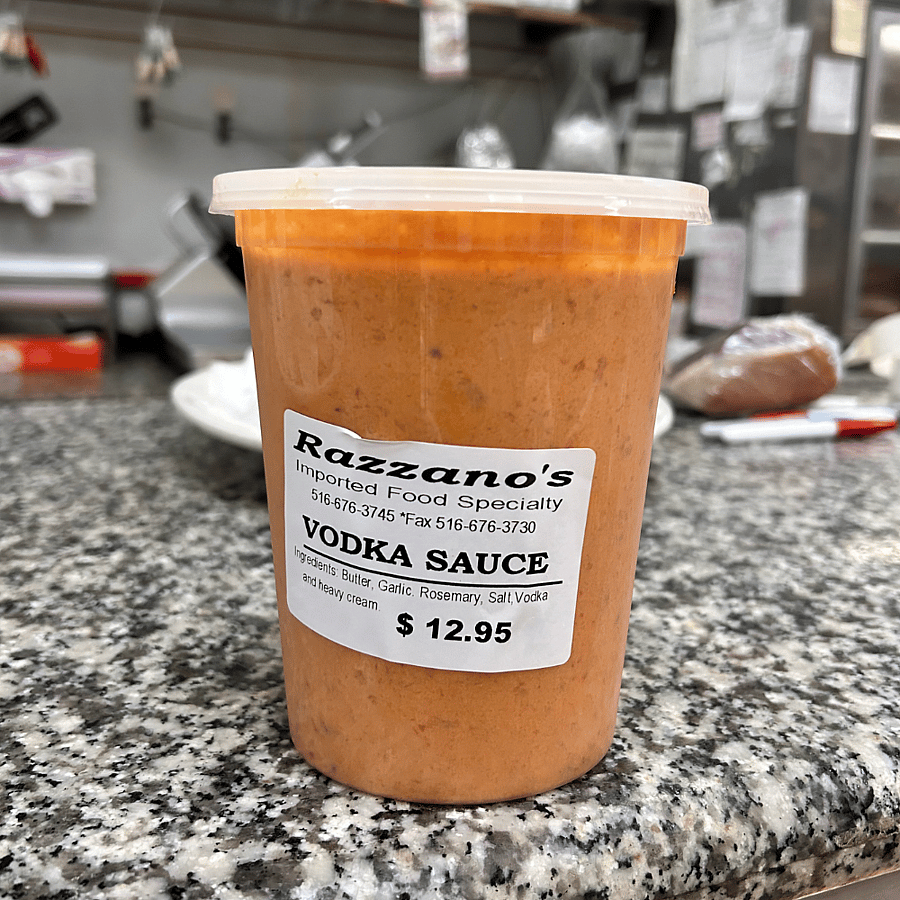 Razzano's
Imported Food Specialty
516-676-3745 *Fax 516-676-3730
VODKA SAUCE
Ingredients: Butter, Garlic, Rosemary, Salt,Vodka
and heavy cream.
$ 12.95